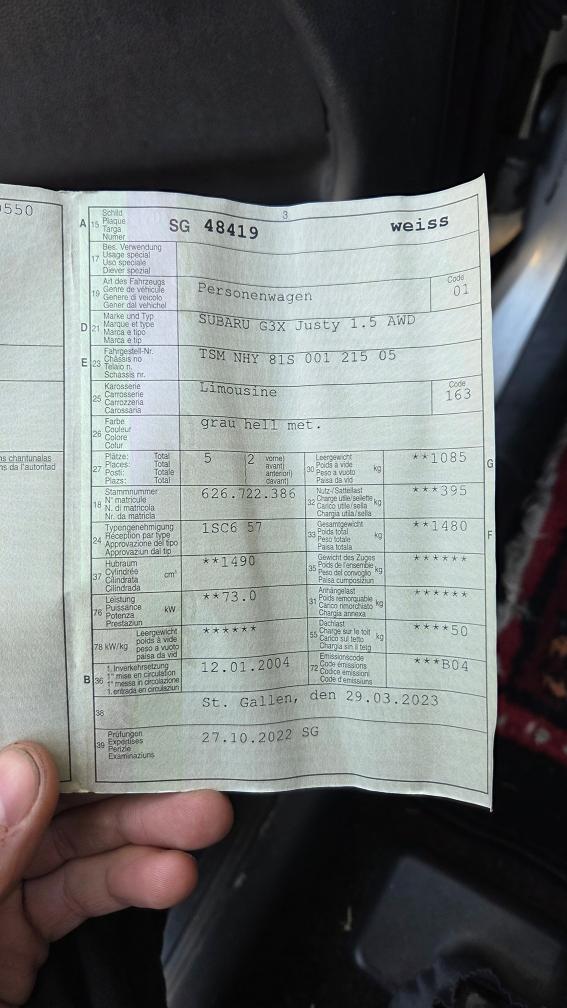 0550
3
A 15 Schild
Plaque
Targa
Numer
SG 48419 weiss
17 Bes. Verwendung
Usage spécial
Uso speciale
Diever spezial
19 Art des Fahrzeugs
Genre de véhicule
Genere di veicolo
Gener dal vehichel
Personenwagen
Code
01
D 21 Marke und Typ
Marque et type
Marca e tipo
Marca e tip
SUBARU G3X Justy 1.5 AWD
E 23 Fahrgestell-Nr.
Châssis no
Telaio n.
Schassis nr.
TSM NHY 81S 001 215 05
25 Karosserie
Carrosserie
Carrozzeria
Carossaria
Limousine
Code
163
26 Farbe
Couleur
Colore
Colur
grau hell met.
27 Plätze: Total
Places: Total
Posti: Totale
Plazs: Total
5
2 vorne)
avant)
anteriori)
davant)
30 Leergewicht
Poids à vide
Peso a vuoto
Paisa da vid
kg
**1085
G
18 Stammnummer
N° matricule
N. di matricola
Nr. da matricla
626.722.386
32 Nutz-/Sattellast
Charge utile/sellette
Carico utile/sella
Chargia utila/sella
kg
***395
24 Typengenehmigung
Réception par type
Approvazione del tipo
Approvaziun dal tip
1SC6 57
33 Gesamtgewicht
Poids total
Peso totale
Paisa totala
kg
**1480
F
37 Hubraum
Cylindrée
Cilindrata
Cilindrada
cm³
**1490
35 Gewicht des Zuges
Poids de l'ensemble
Peso del convoglio
Paisa cumposiziun
kg
******
76 Leistung
Puissance
Potenza
Prestaziun
kW
**73.0
31 Anhängelast
Poids remorquable
Carico rimorchiato
Chargia annexa
kg
******
78 kW/kg
Leergewicht
poids à vide
peso a vuoto
paisa da vid
******
55 Dachlast
Charge sur le toit
Carico sul tetto
Chargia sin il tetg
kg
****50
B 36 1. Inverkehrsetzung
1re mise en circulation
1a messa in circolazione
1. entrada en circulaziun
12.01.2004
72 Emissionscode
Code émissions
Codice emissioni
Code d'emissiuns
***B04
38
St. Gallen, den 29.03.2023
39 Prüfungen
Expertises
Perizie
Examinaziuns
27.10.2022 SG
ns chantunalas
ns da l'autoritad